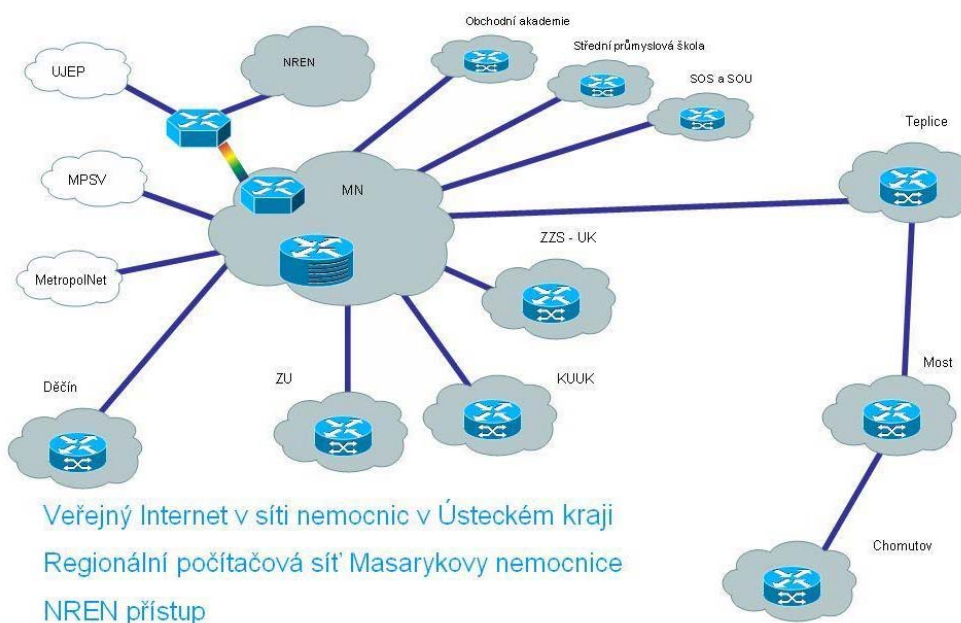 Obchodní akademie
Střední průmyslová škola
NREN
UJEP
SOS a SOU
Teplice
MPSV
MN
ZZS - UK
MetropolNet
Most
Děčín
ZU
KUUK
Veřejný Internet v síti nemocnic v Ústeckém kraji
Chomutov
Regionální počítačová síť Masarykovy nemocnice
NREN přístup